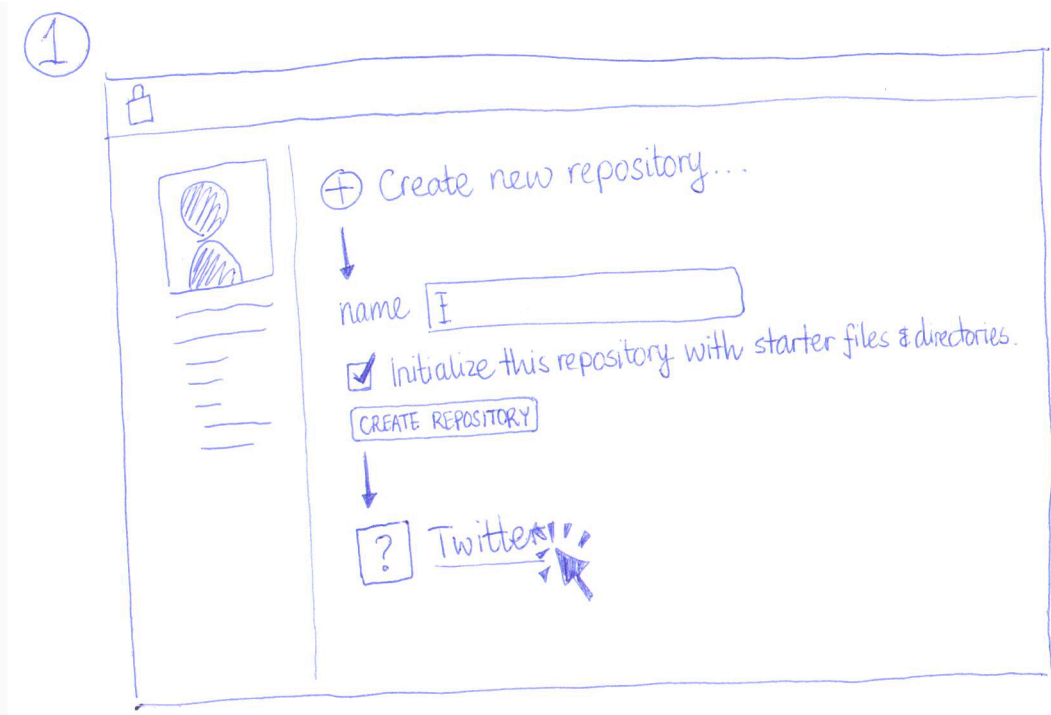 1
Create new repository...
name
Initialize this repository with starter files & directories.
CREATE REPOSITORY
? Twitter